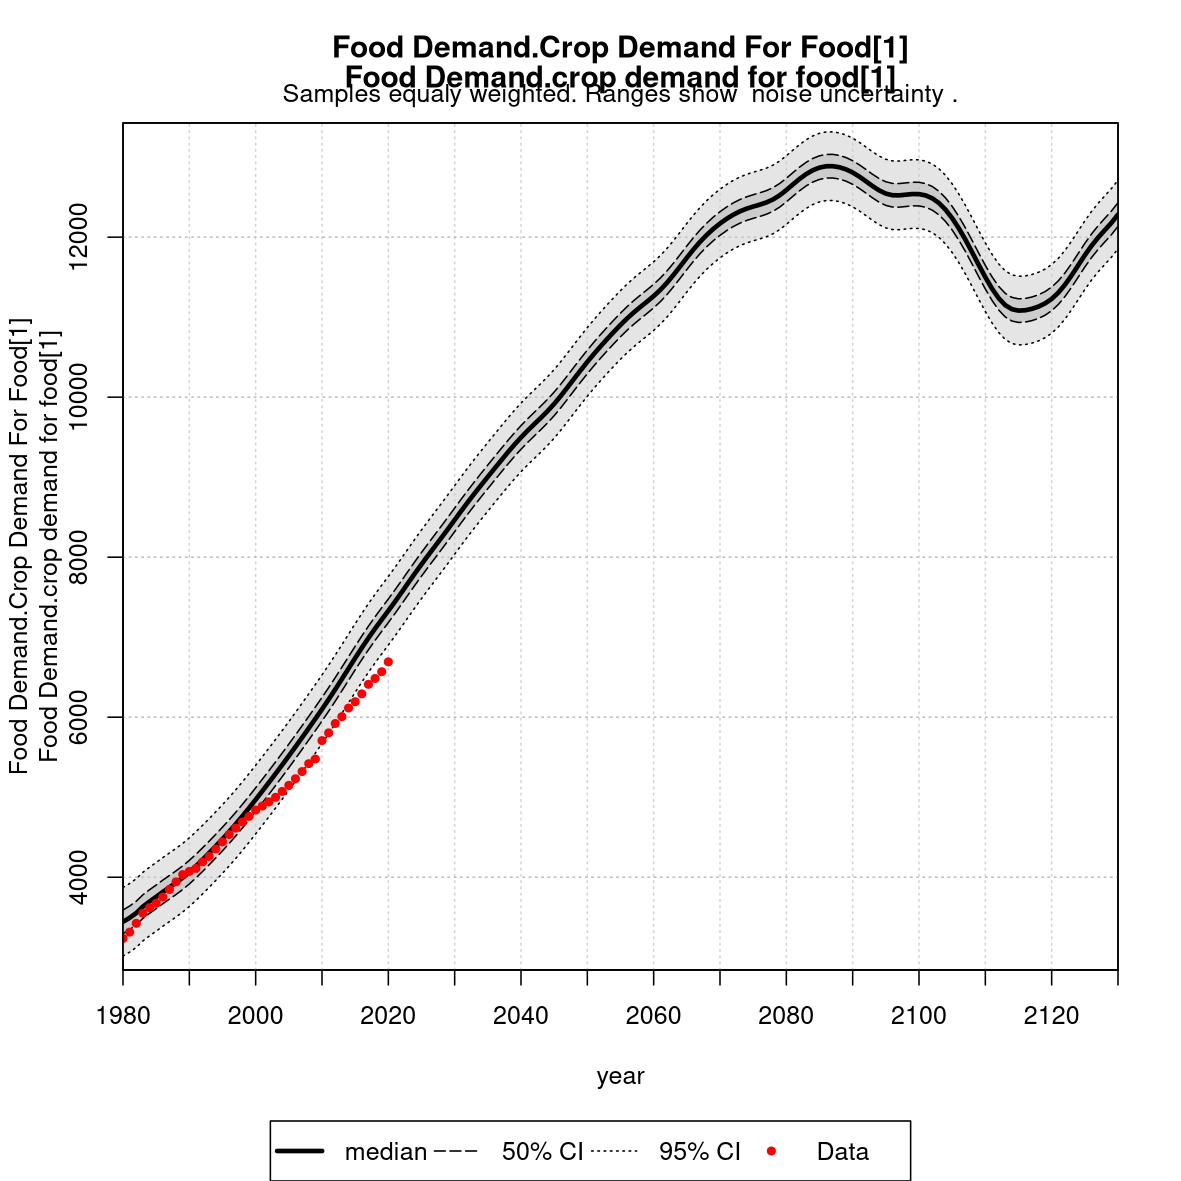 Food Demand.Crop Demand For Food[1]
Food Demand.crop demand for food[1]
Samples equaly weighted. Ranges show  noise uncertainty .
Food Demand.Crop Demand For Food[1]
Food Demand.crop demand for food[1]
12000
10000
8000
6000
4000
1980 2000 2020 2040 2060 2080 2100 2120
year
median 50% CI 95% CI Data